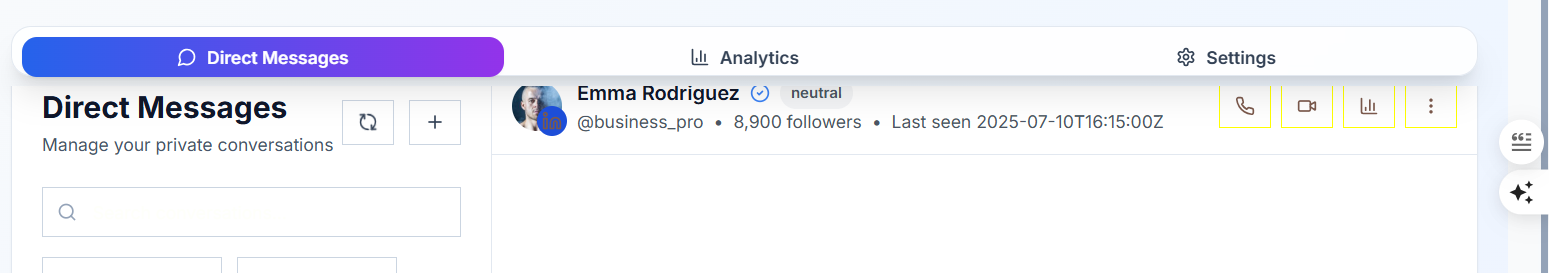 Direct Messages
Analytics
Settings
Direct Messages
Manage your private conversations
Emma Rodriguez
neutral
@business_pro • 8,900 followers • Last seen 2025-07-10T16:15:00Z
in